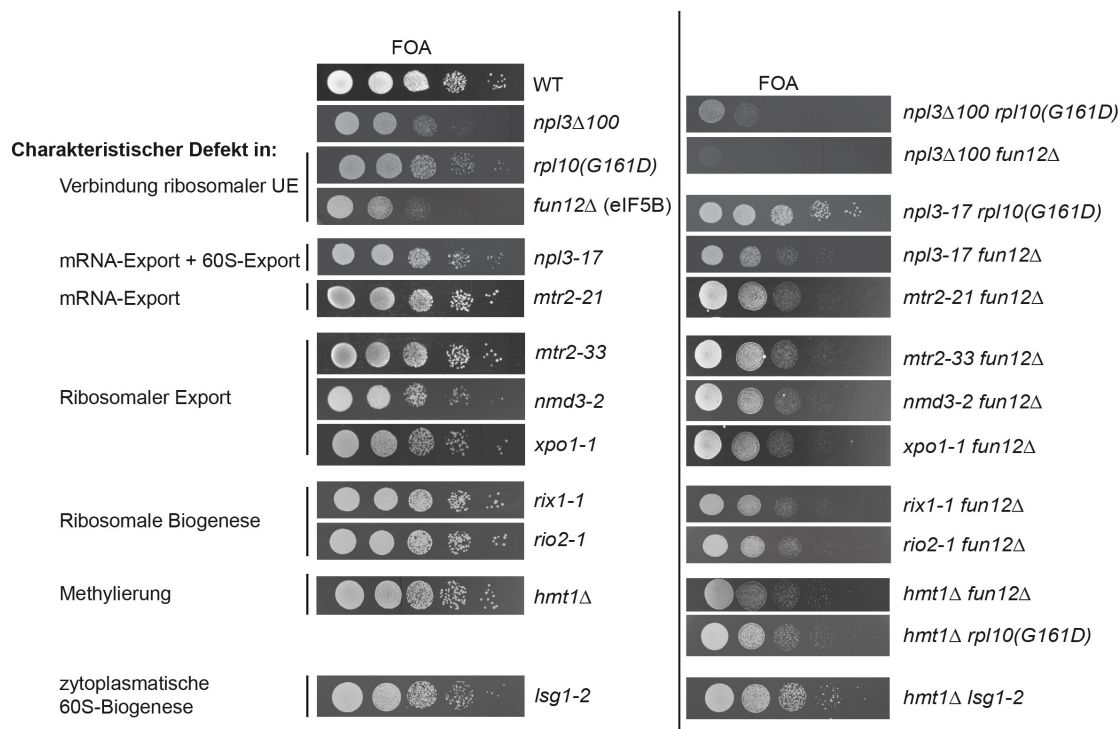 FOA
WT
npl3Δ100
Charakteristischer Defekt in:
rpl10(G161D)
Verbindung ribosomaler UE
fun12Δ (eIF5B)
mRNA-Export + 60S-Export
npl3-17
mRNA-Export
mtr2-21
mtr2-33
Ribosomaler Export
nmd3-2
xpo1-1
rix1-1
Ribosomale Biogenese
rio2-1
Methylierung
hmt1Δ
zytoplasmatische
60S-Biogenese
lsg1-2
FOA
npl3Δ100 rpl10(G161D)
npl3Δ100 fun12Δ
npl3-17 rpl10(G161D)
npl3-17 fun12Δ
mtr2-21 fun12Δ
mtr2-33 fun12Δ
nmd3-2 fun12Δ
xpo1-1 fun12Δ
rix1-1 fun12Δ
rio2-1 fun12Δ
hmt1Δ fun12Δ
hmt1Δ rpl10(G161D)
hmt1Δ lsg1-2